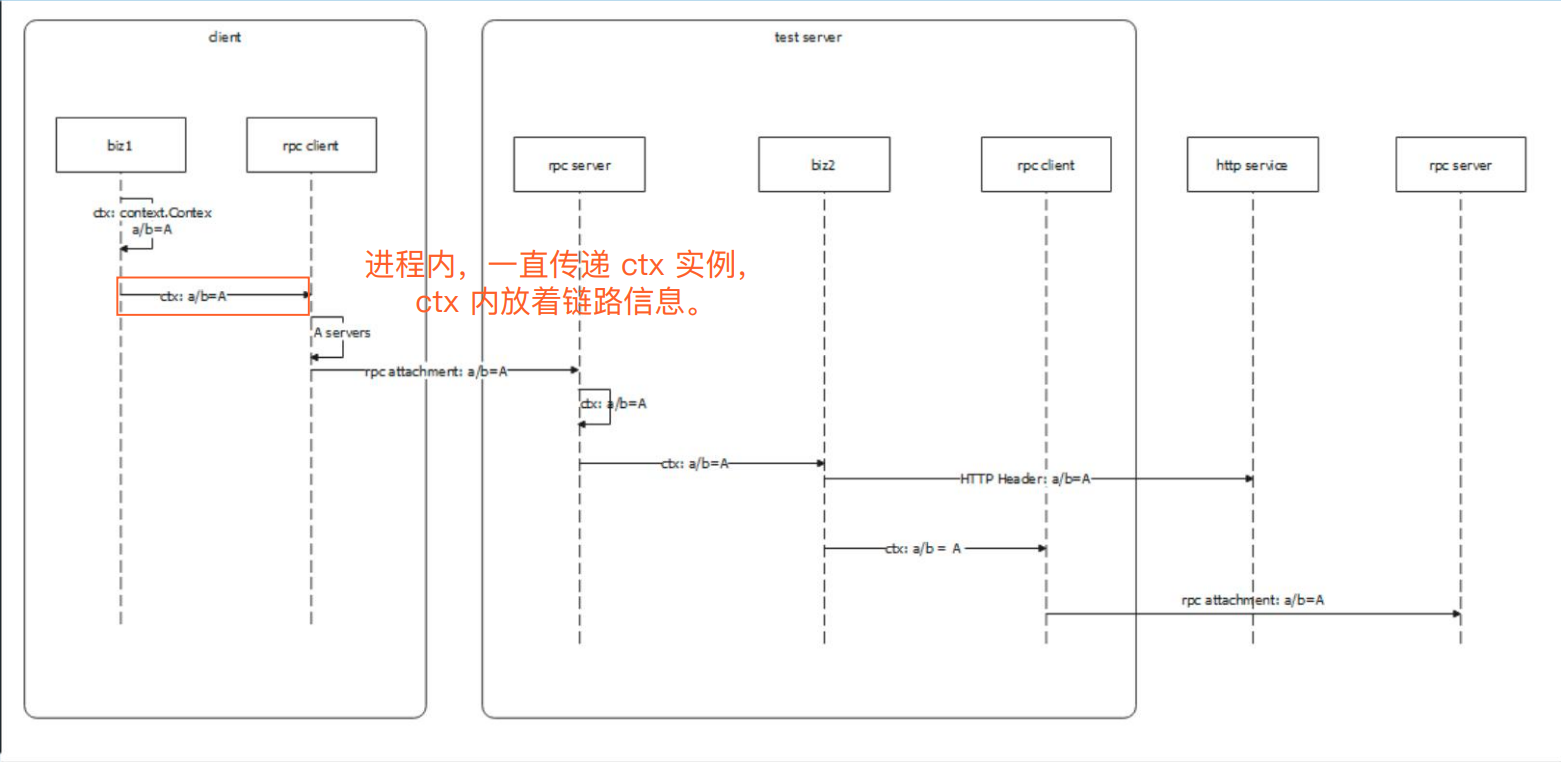 client
test server
biz1
rpc client
rpc server
biz2
rpc client
http service
rpc server
ctx: context.Contex
a/b=A
进程内，一直传递 ctx 实例，
ctx 内放着链路信息。
ctx: a/b=A
A servers
rpc attachment: a/b=A
ctx: a/b=A
ctx: a/b=A
HTTP Header: a/b=A
ctx: a/b = A
rpc attachment: a/b=A